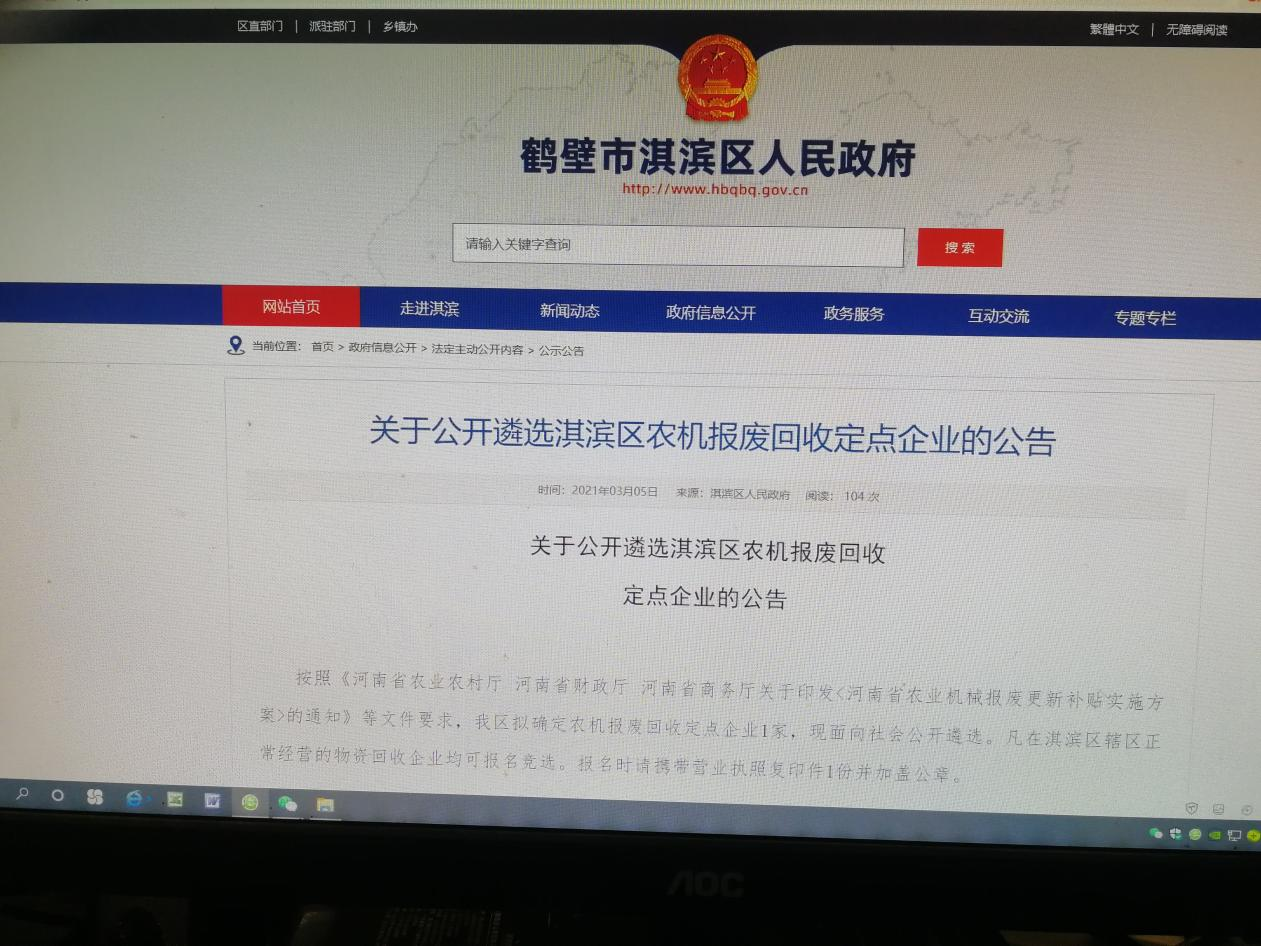 区直部门 | 派驻部门 | 乡镇办
繁體中文 | 无障碍阅读
鹤壁市淇滨区人民政府
http://www.hbqbq.gov.cn
请输入关键字查询
搜索
网站首页 走进淇滨 新闻动态 政府信息公开 政务服务 互动交流 专题专栏
当前位置： 首页 > 政府信息公开 > 法定主动公开内容 > 公示公告
关于公开遴选淇滨区农机报废回收定点企业的公告
时间：2021年03月05日 来源：淇滨区人民政府 阅读： 104 次
关于公开遴选淇滨区农机报废回收
定点企业的公告
按照《河南省农业农村厅 河南省财政厅 河南省商务厅关于印发<河南省农业机械报废更新补贴实施方
案>的通知》等文件要求，我区拟确定农机报废回收定点企业1家，现面向社会公开遴选。凡在淇滨区辖区正
常经营的物资回收企业均可报名竞选。报名时请携带营业执照复印件1份并加盖公章。
AOC